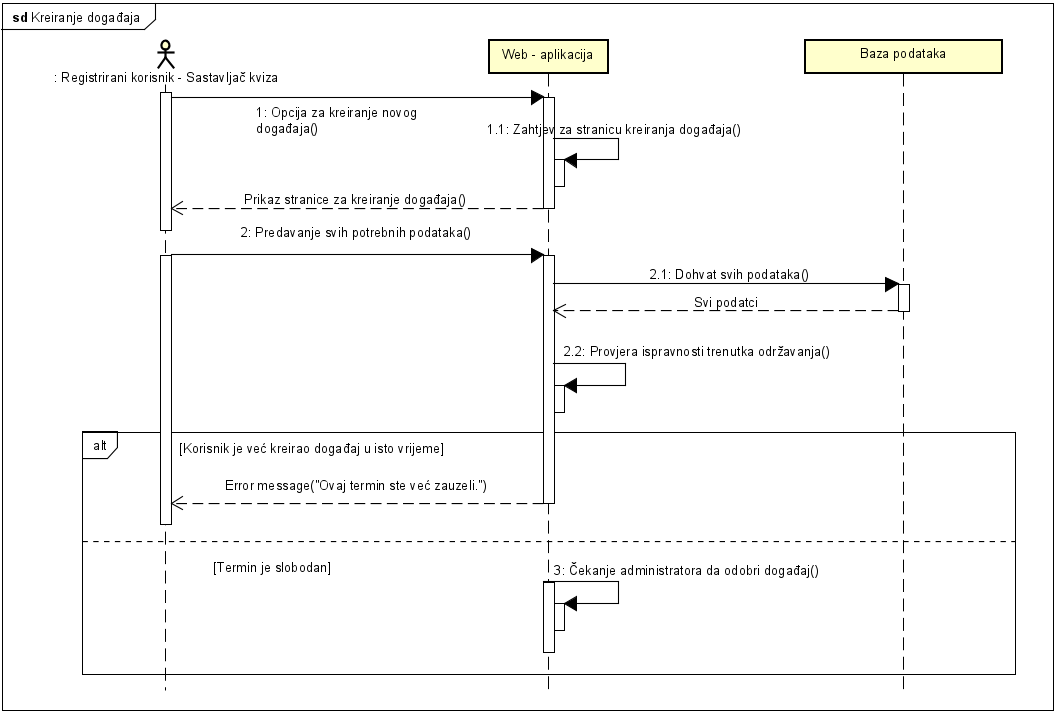 sd Kreiranje događaja
: Registrirani korisnik - Sastavljač kviza
Web - aplikacija
Baza podataka
1: Opcija za kreiranje novog
događaja()
1.1: Zahtjev za stranicu kreiranja događaja()
Prikaz stranice za kreiranje događaja()
2: Predavanje svih potrebnih podataka()
2.1: Dohvat svih podataka()
Svi podatci
2.2: Provjera ispravnosti trenutka održavanja()
alt
[Korisnik je već kreirao događaj u isto vrijeme]
Error message("Ovaj termin ste već zauzeli.")
[Termin je slobodan]
3: Čekanje administratora da odobri događaj()